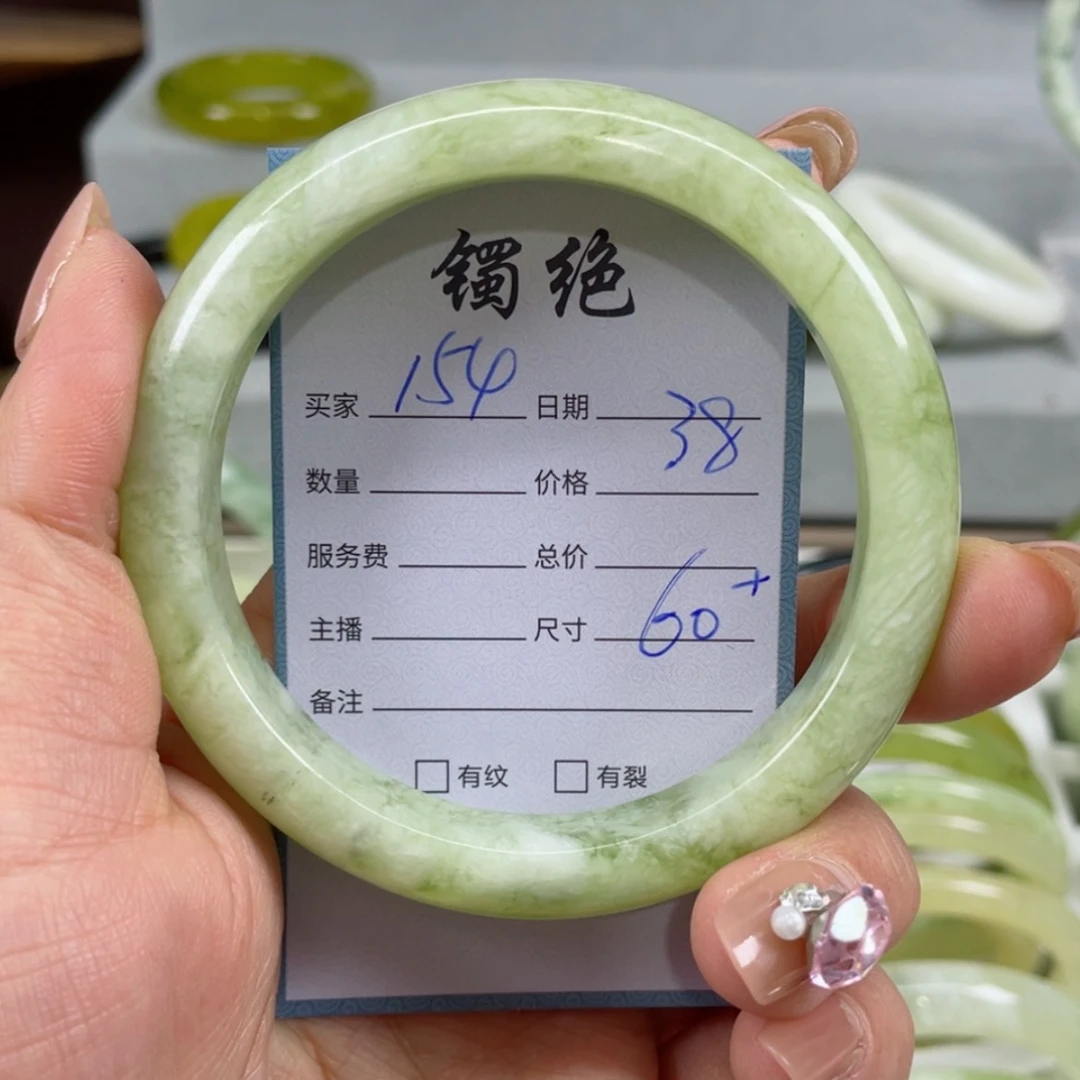 镯绝
买家 154 日期
数量 价格 38
服务费 总价
主播 尺寸 60+
备注
□有纹 □有裂